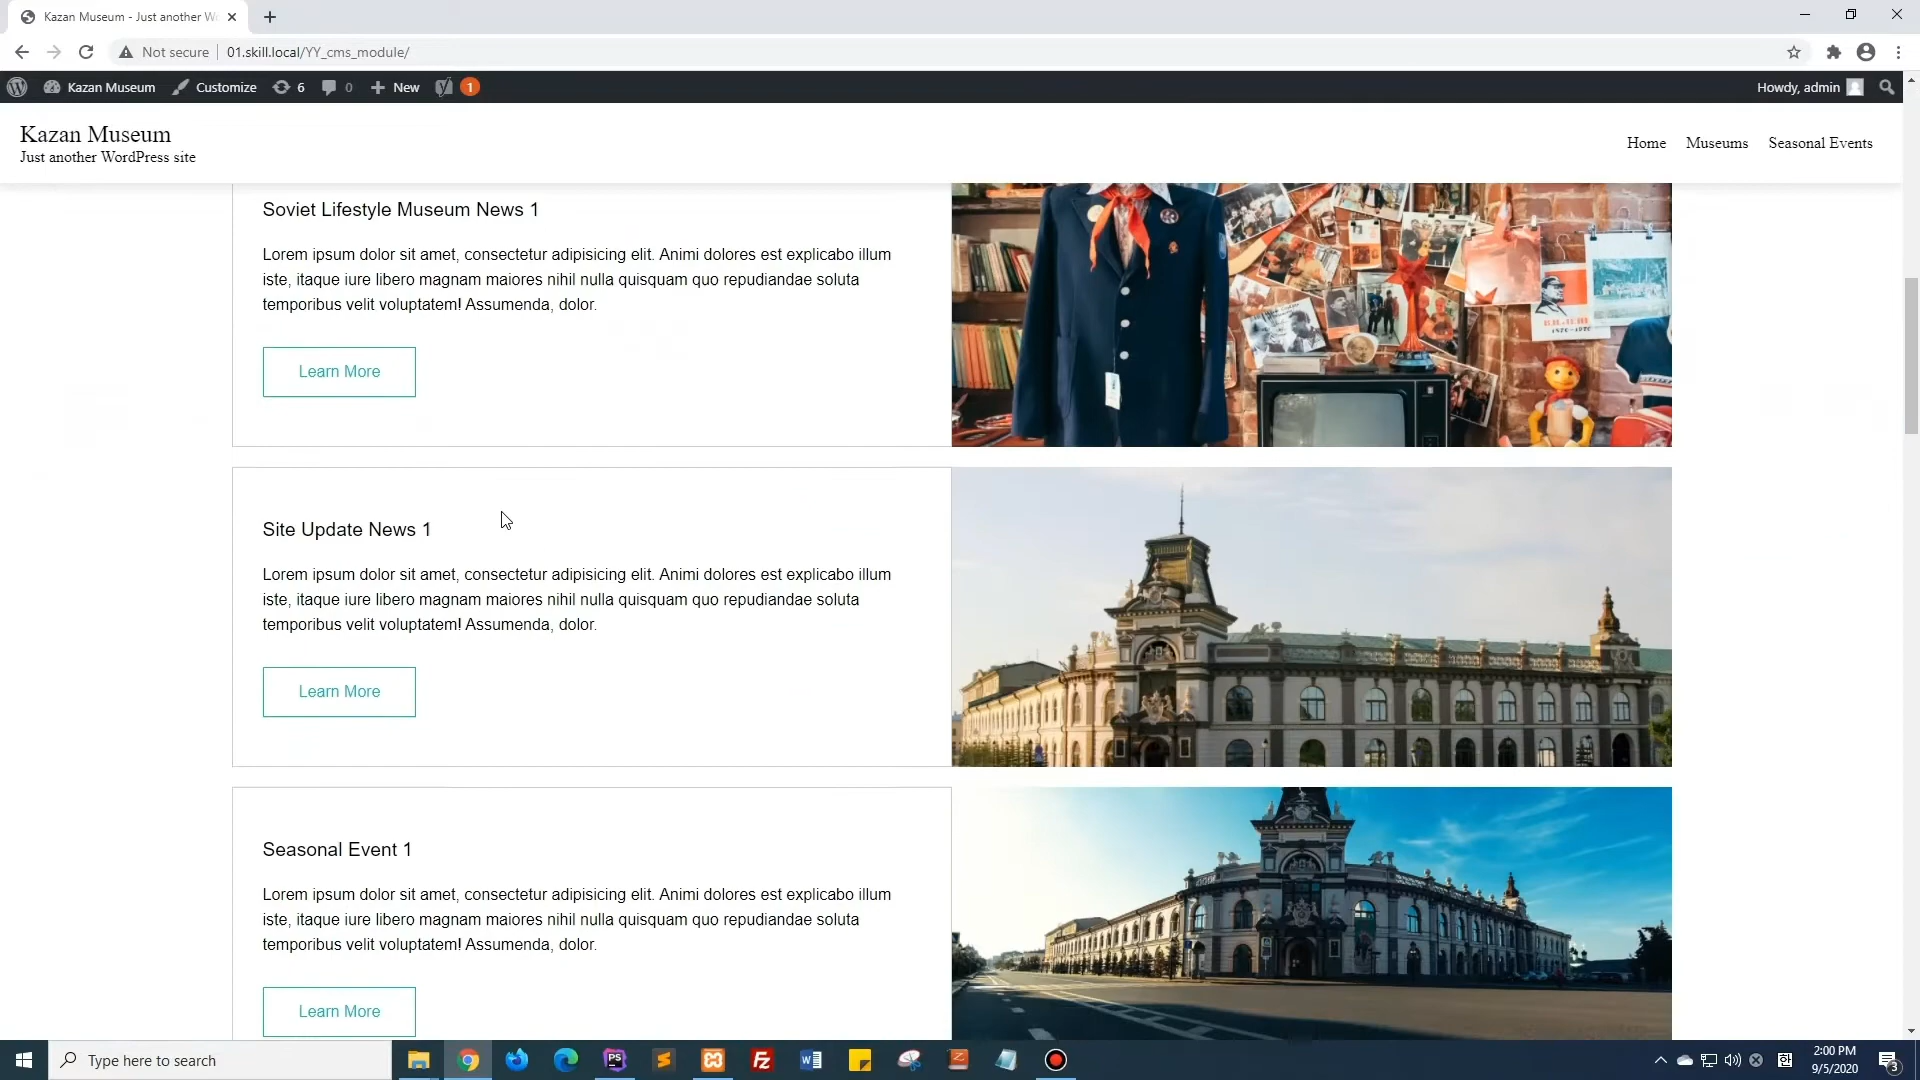 Kazan Museum - Just another Wo
Not secure
01.skill.local/YY_cms_module/
Kazan Museum
Customize
6
0
New
1
Howdy, admin
Kazan Museum
Just another WordPress site
Home
Museums
Seasonal Events
Soviet Lifestyle Museum News 1
Lorem ipsum dolor sit amet, consectetur adipisicing elit. Animi dolores est explicabo illum
iste, itaque iure libero magnam maiores nihil nulla quisquam quo repudiandae soluta
temporibus velit voluptatem! Assumenda, dolor.
Learn More
Site Update News 1
Lorem ipsum dolor sit amet, consectetur adipisicing elit. Animi dolores est explicabo illum
iste, itaque iure libero magnam maiores nihil nulla quisquam quo repudiandae soluta
temporibus velit voluptatem! Assumenda, dolor.
Learn More
Seasonal Event 1
Lorem ipsum dolor sit amet, consectetur adipisicing elit. Animi dolores est explicabo illum
iste, itaque iure libero magnam maiores nihil nulla quisquam quo repudiandae soluta
temporibus velit voluptatem! Assumenda, dolor.
Learn More
Type here to search
PS
Fz
W
한
2:00 PM
9/5/2020
3